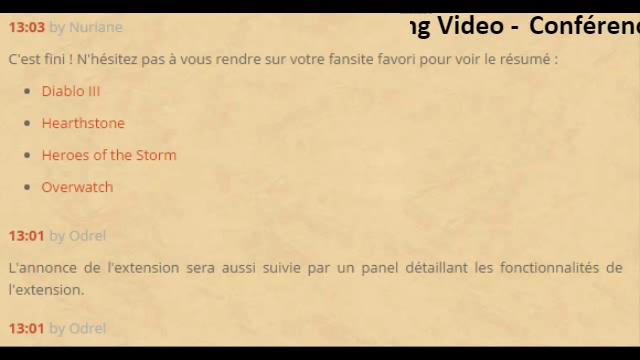 13:03 by Nuriane
ng Video - Conféren
C'est fini ! N'hésitez pas à vous rendre sur votre fansite favori pour voir le résumé :
Diablo III
Hearthstone
Heroes of the Storm
Overwatch
13:01 by Odrel
L'annonce de l'extension sera aussi suivie par un panel détaillant les fonctionnalités de
l'extension.
13:01 by Odrel